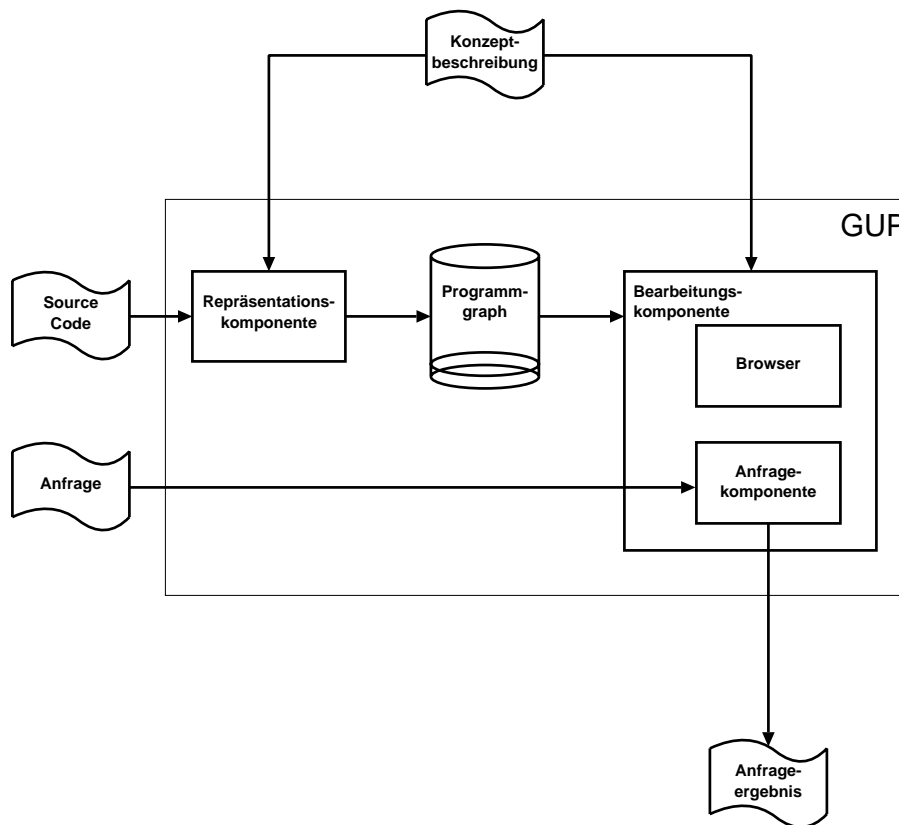 Konzept-
beschreibung
GUP
Source
Code
Repräsentations-
komponente
Programm-
graph
Bearbeitungs-
komponente
Browser
Anfrage
Anfrage-
komponente
Anfrage-
ergebnis